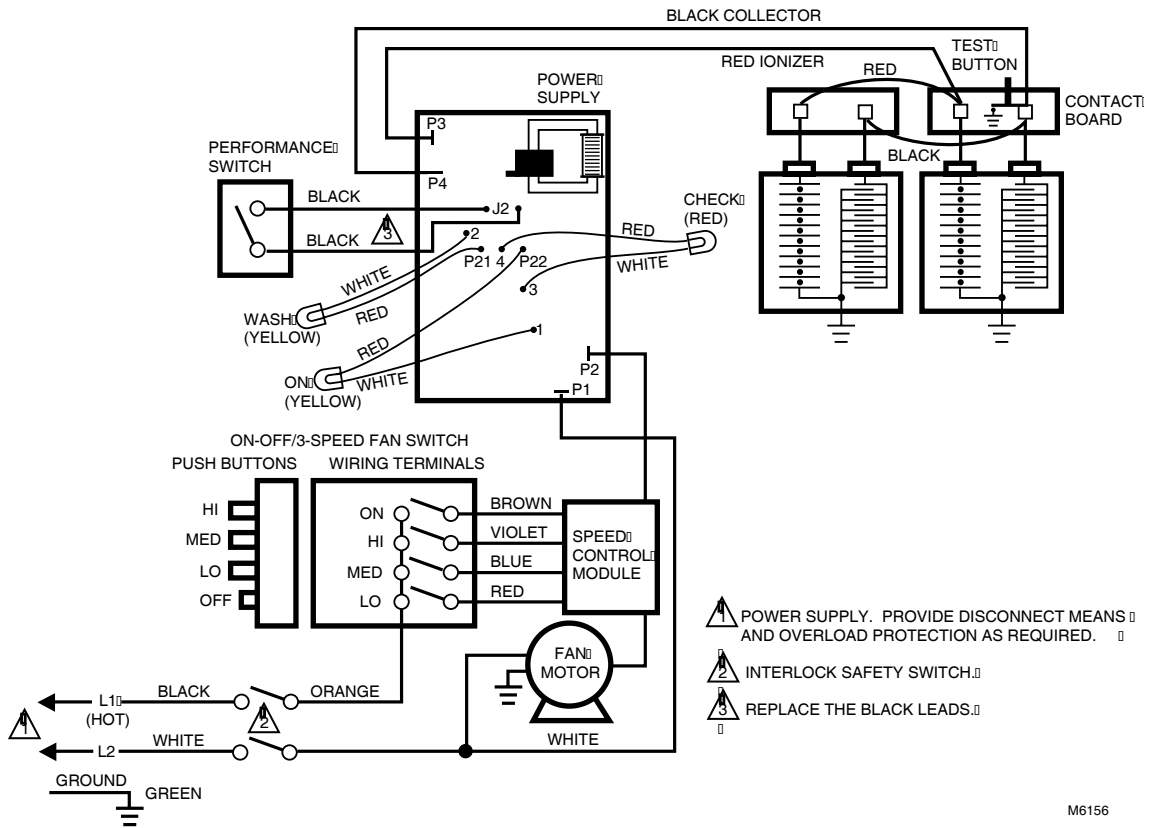 BLACK COLLECTOR
RED IONIZER
TEST
BUTTON
RED
POWER
SUPPLY
CONTACT
BOARD
P3
PERFORMANCE
SWITCH
P4
BLACK
BLACK
CHECK
(RED)
J2
3
BLACK
RED
2
P21 4 P22
WHITE
WHITE
3
RED
WASH
(YELLOW)
1
RED
P2
ON
(YELLOW)
WHITE
P1
ON-OFF/3-SPEED FAN SWITCH
PUSH BUTTONS
WIRING TERMINALS
HI
MED
LO
OFF
ON
HI
MED
LO
BROWN
VIOLET
BLUE
RED
SPEED
CONTROL
MODULE
1 POWER SUPPLY. PROVIDE DISCONNECT MEANS
AND OVERLOAD PROTECTION AS REQUIRED.
2 INTERLOCK SAFETY SWITCH.
3 REPLACE THE BLACK LEADS.
FAN
MOTOR
L1
(HOT)
BLACK
ORANGE
1
2
L2
WHITE
WHITE
GROUND
GREEN
M6156